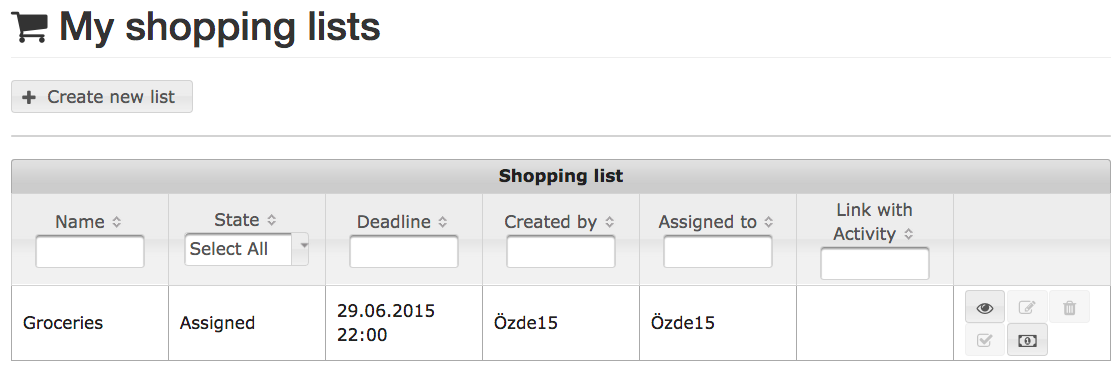 My shopping lists
Create new list
Shopping list
Name State Deadline Created by Assigned to Link with
Activity
Select All
Groceries Assigned 29.06.2015
22:00 Özde15 Özde15